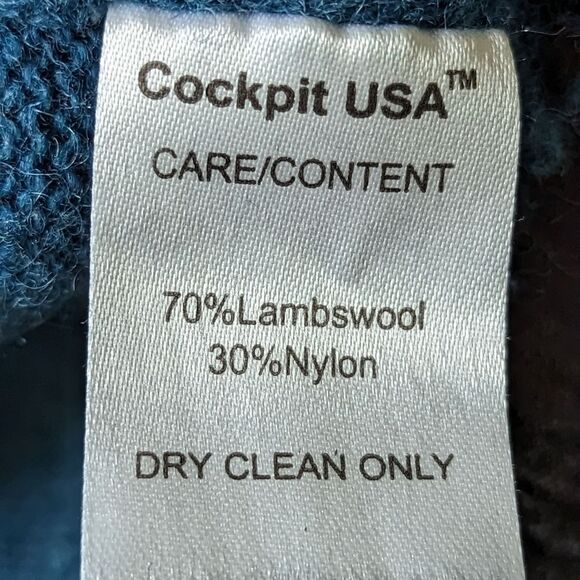 Cockpit USA™
CARE/CONTENT
70%Lambswool
30%Nylon
DRY CLEAN ONLY